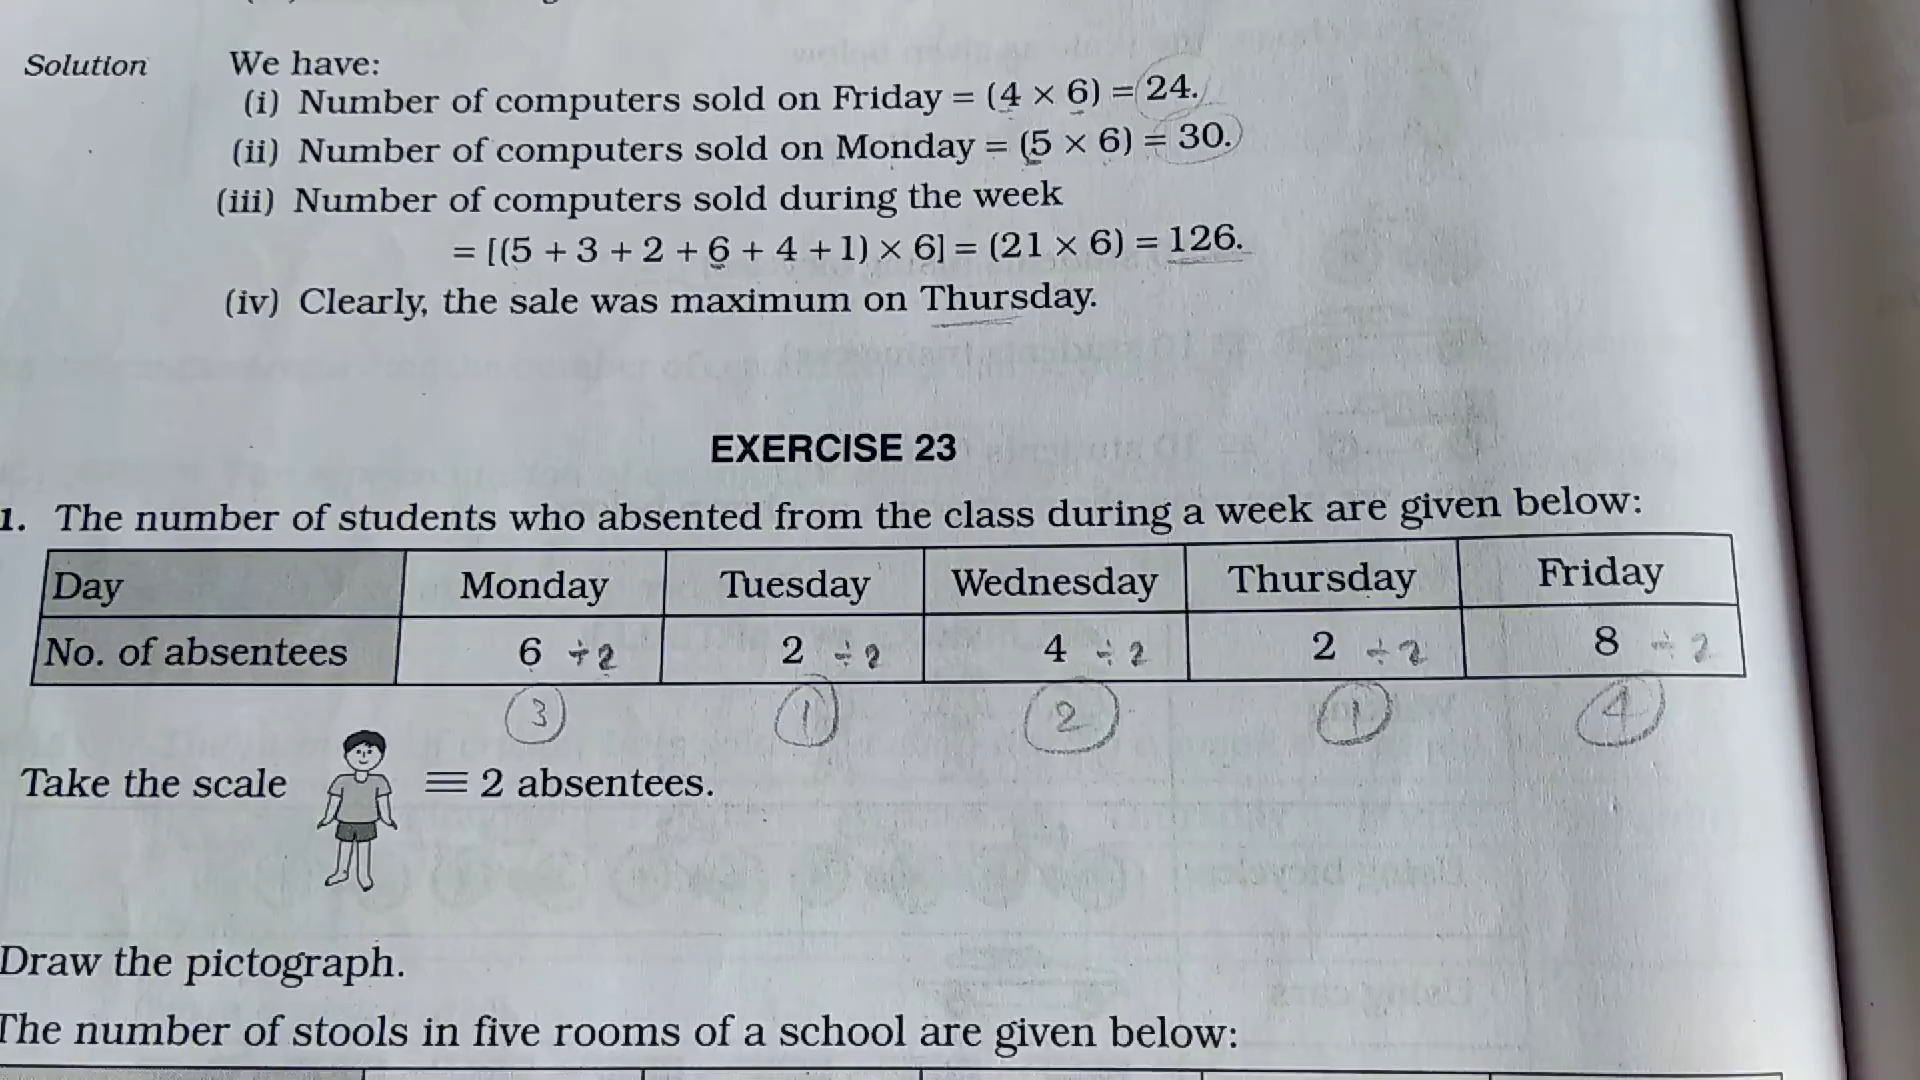 Solution We have:
(i) Number of computers sold on Friday = (4 × 6) = 24.
(ii) Number of computers sold on Monday = (5 × 6) = 30.
(iii) Number of computers sold during the week
= [(5 + 3 + 2 + 6 + 4 + 1) × 6] = (21 × 6) = 126.
(iv) Clearly, the sale was maximum on Thursday.
EXERCISE 23
1. The number of students who absented from the class during a week are given below:
Day Monday Tuesday Wednesday Thursday Friday
No. of absentees 6 ÷2 2 ÷2 4 ÷2 2 ÷2 8 ÷2
3 1 2 1 4
Take the scale ≡ 2 absentees.
Draw the pictograph.
The number of stools in five rooms of a school are given below: